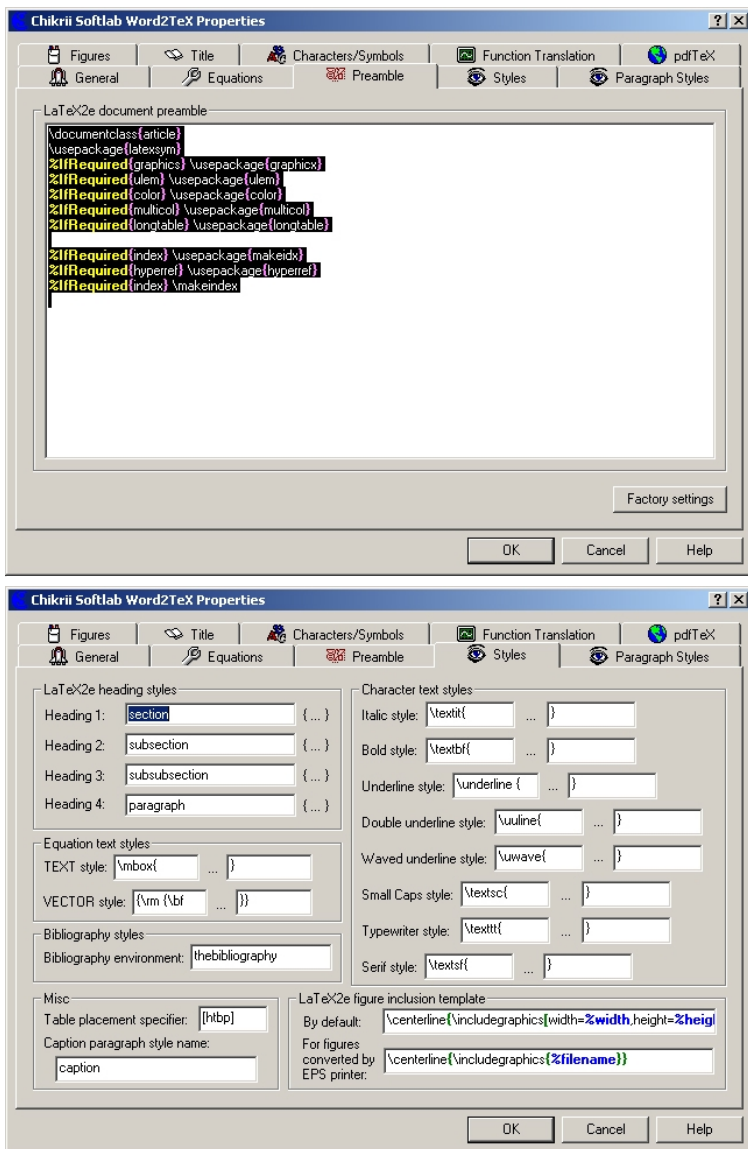 Chikrii Softlab Word2TeX Properties
Figures Title Characters/Symbols Function Translation pdfTeX
General Equations Preamble Styles Paragraph Styles
LaTeX2e document preamble
\documentclass{article}
\usepackage{latexsym}
%IfRequired{graphics} \usepackage{graphicx}
%IfRequired{ulem} \usepackage{ulem}
%IfRequired{color} \usepackage{color}
%IfRequired{multicol} \usepackage{multicol}
%IfRequired{longtable} \usepackage{longtable}
%IfRequired{index} \usepackage{makeidx}
%IfRequired{hyperref} \usepackage{hyperref}
%IfRequired{index} \makeindex
Factory settings
OK Cancel Help
Chikrii Softlab Word2TeX Properties
Figures Title Characters/Symbols Function Translation pdfTeX
General Equations Preamble Styles Paragraph Styles
LaTeX2e heading styles
Heading 1: section { ... }
Heading 2: subsection { ... }
Heading 3: subsubsection { ... }
Heading 4: paragraph { ... }
Equation text styles
TEXT style: \mbox{ ... }
VECTOR style: {\rm {\bf ... }}
Bibliography styles
Bibliography environment: thebibliography
Character text styles
Italic style: \textit{ ... }
Bold style: \textbf{ ... }
Underline style: \underline { ... }
Double underline style: \uuline{ ... }
Waved underline style: \uwave{ ... }
Small Caps style: \textsc{ ... }
Typewriter style: \texttt{ ... }
Serif style: \textsf{ ... }
Misc
Table placement specifier: [htbp]
Caption paragraph style name:
caption
LaTeX2e figure inclusion template
By default: \centerline{\includegraphics[width=%width,height=%heigl
For figures
converted by
EPS printer: \centerline{\includegraphics{%filename}}
OK Cancel Help